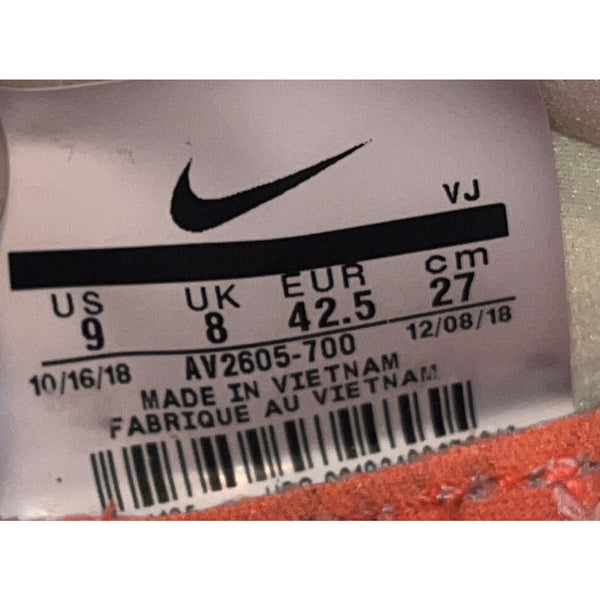 VJ
US UK EUR cm
9 8 42.5 27
10/16/18 AV2605-700 12/08/18
MADE IN VIETNAM
FABRIQUE AU VIETNAM